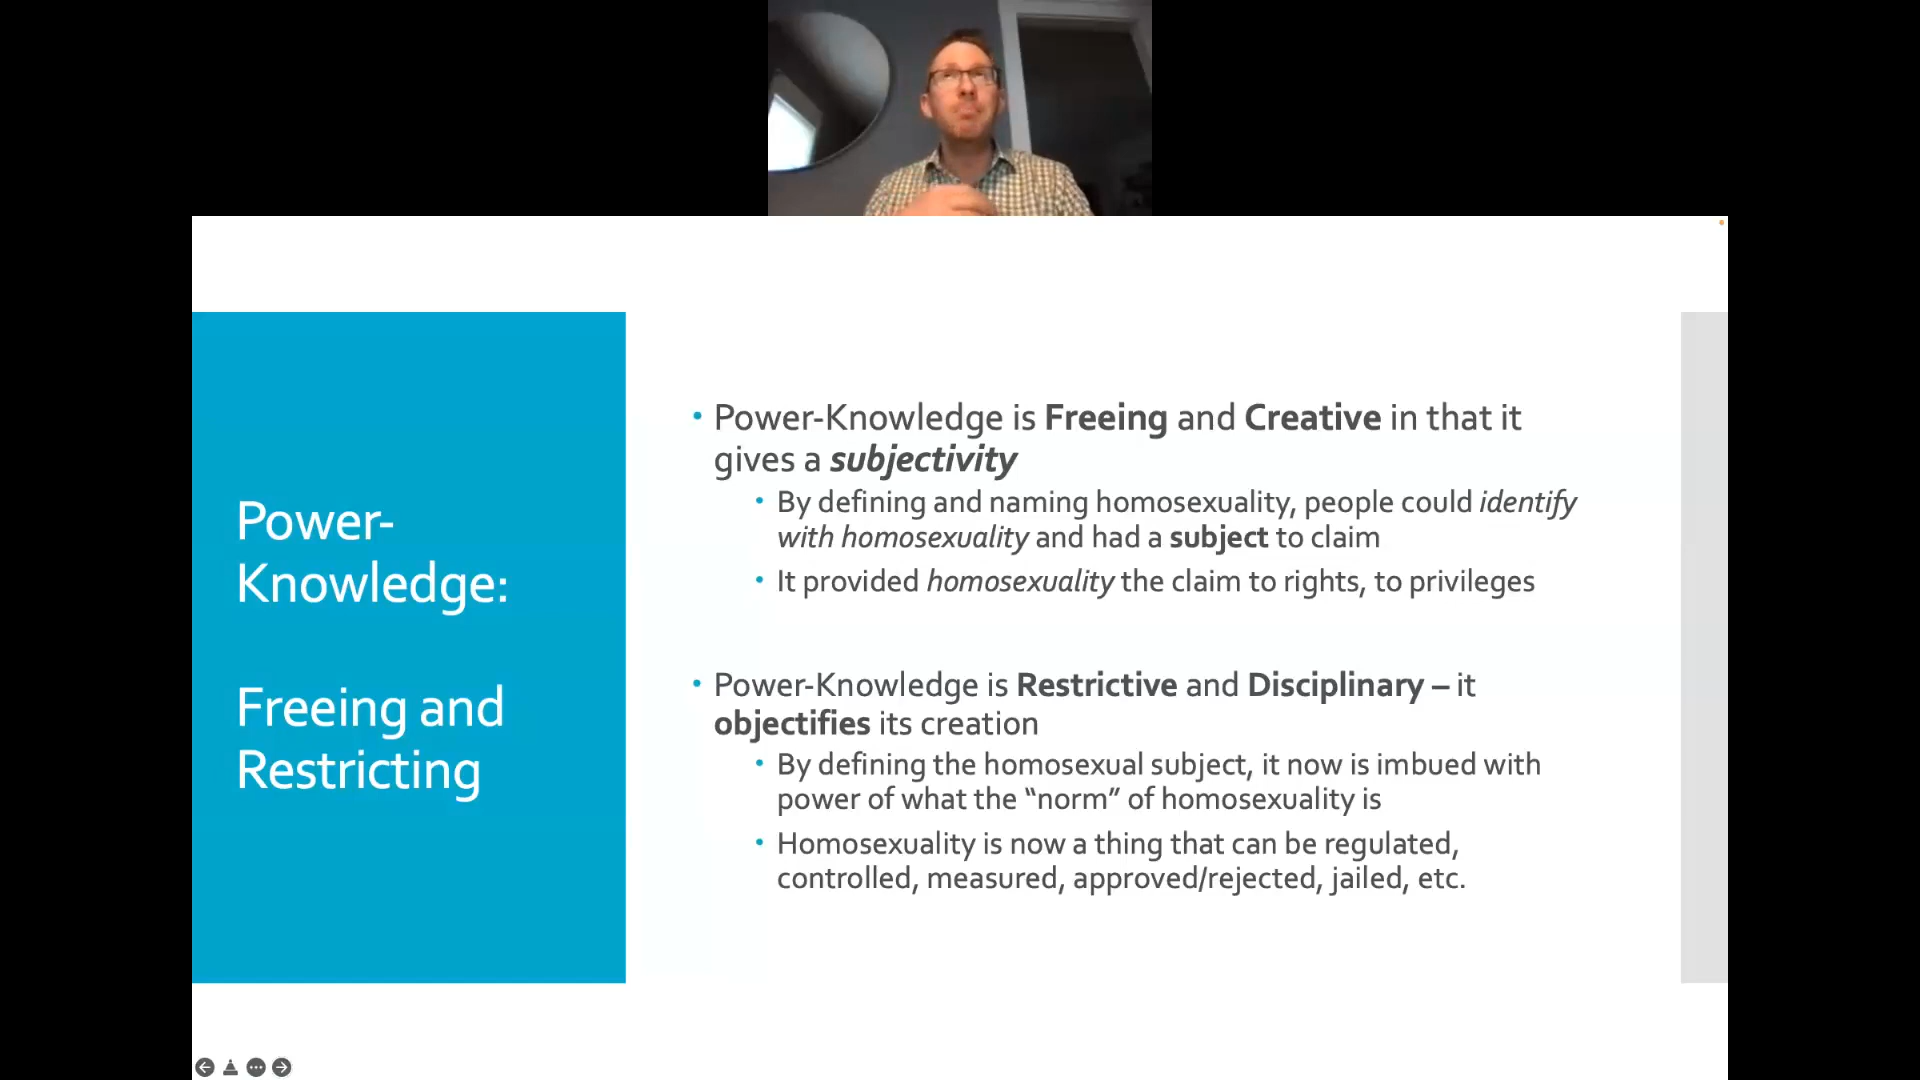 Power-
Knowledge:
Freeing and
Restricting
• Power-Knowledge is Freeing and Creative in that it
gives a subjectivity
• By defining and naming homosexuality, people could identify
with homosexuality and had a subject to claim
• It provided homosexuality the claim to rights, to privileges
• Power-Knowledge is Restrictive and Disciplinary – it
objectifies its creation
• By defining the homosexual subject, it now is imbued with
power of what the “norm” of homosexuality is
• Homosexuality is now a thing that can be regulated,
controlled, measured, approved/rejected, jailed, etc.